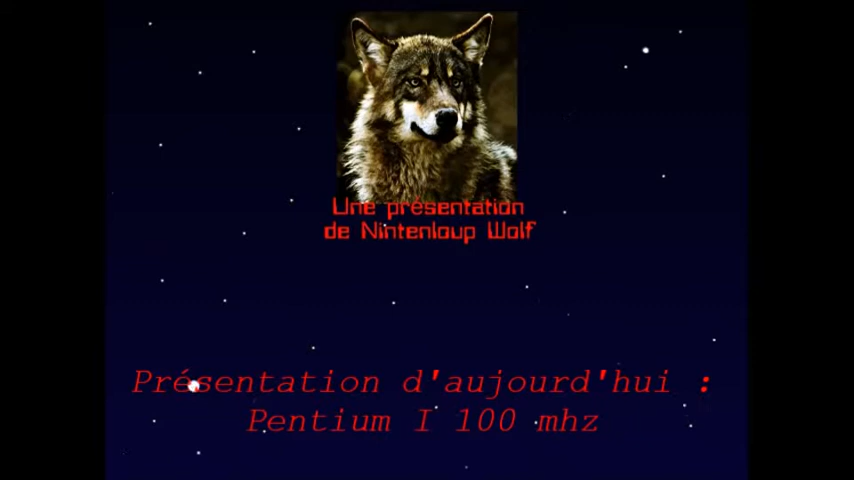 Une présentation
de Nintenloup Wolf
Présentation d'aujourd'hui :
Pentium I 100 mhz